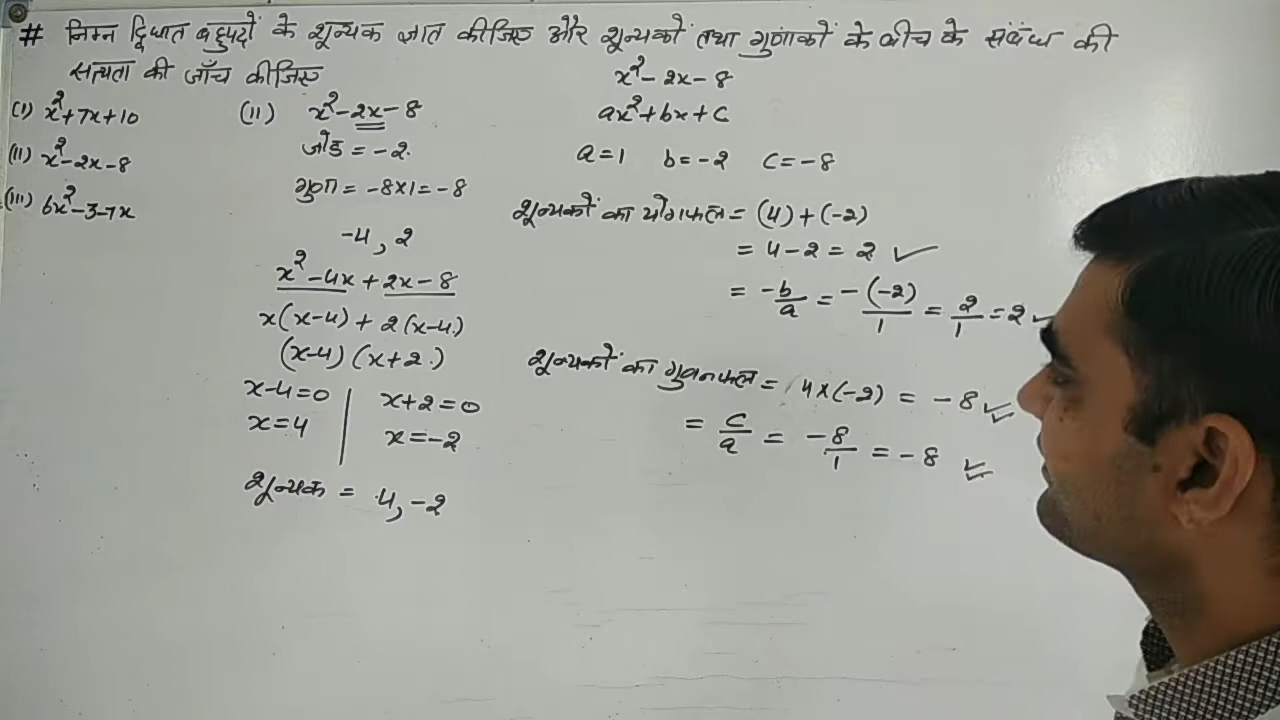 # निम्न द्विघात बहुपदों के शून्यक ज्ञात कीजिए और शून्यकों तथा गुणांकों के बीच के संबंध की
सत्यता की जाँच कीजिए
(i) x²+7x+10
(ii) x²-2x-8
(iii) 6x²-3-7x
(ii) x²-2x-8
जोड़ = -2
गुणा = -8x1 = -8
-4, 2
x²-4x+2x-8
x(x-4)+2(x-4)
(x-4)(x+2)
x-4=0 | x+2=0
x=4 | x=-2
शून्यक = 4, -2
x²-2x-8
ax²+bx+c
a=1 b=-2 c=-8
शून्यकों का योगफल = (4)+(-2)
= 4-2 = 2 ✓
= -b/a = -(-2)/1 = 2/1 = 2 ✓
शून्यकों का गुणनफल = 4x(-2) = -8 ✓
= c/a = -8/1 = -8 ✓